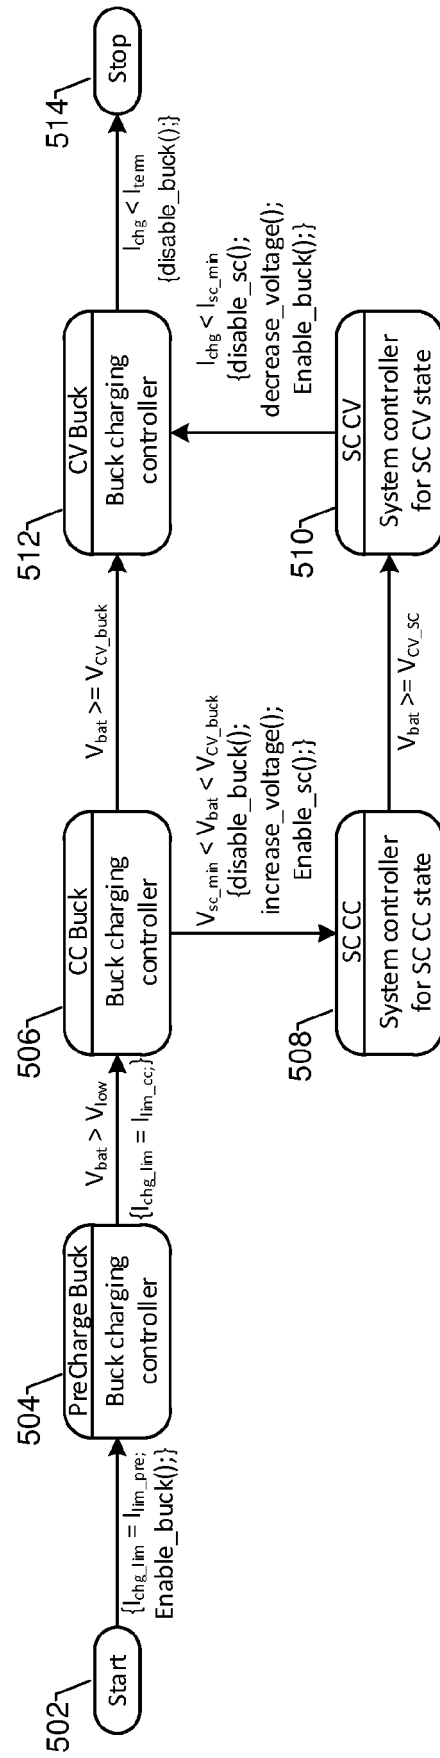 502
Start
{I_chg_lim = I_lim_pre;
Enable_buck();}
504
PreCharge Buck
Buck charging
controller
V_bat > V_low
{I_chg_lim = I_lim_cc;}
506
CC Buck
Buck charging
controller
V_bat >= V_CV_buck
512
CV Buck
Buck charging
controller
I_chg < I_term
{disable_buck();}
514
Stop
V_sc_min < V_bat < V_CV_buck
{disable_buck();
increase_voltage();
Enable_sc();}
508
SC CC
System controller
for SC CC state
V_bat >= V_CV_SC
510
SC CV
System controller
for SC CV state
I_chg < I_sc_min
{disable_sc();
decrease_voltage();
Enable_buck();}